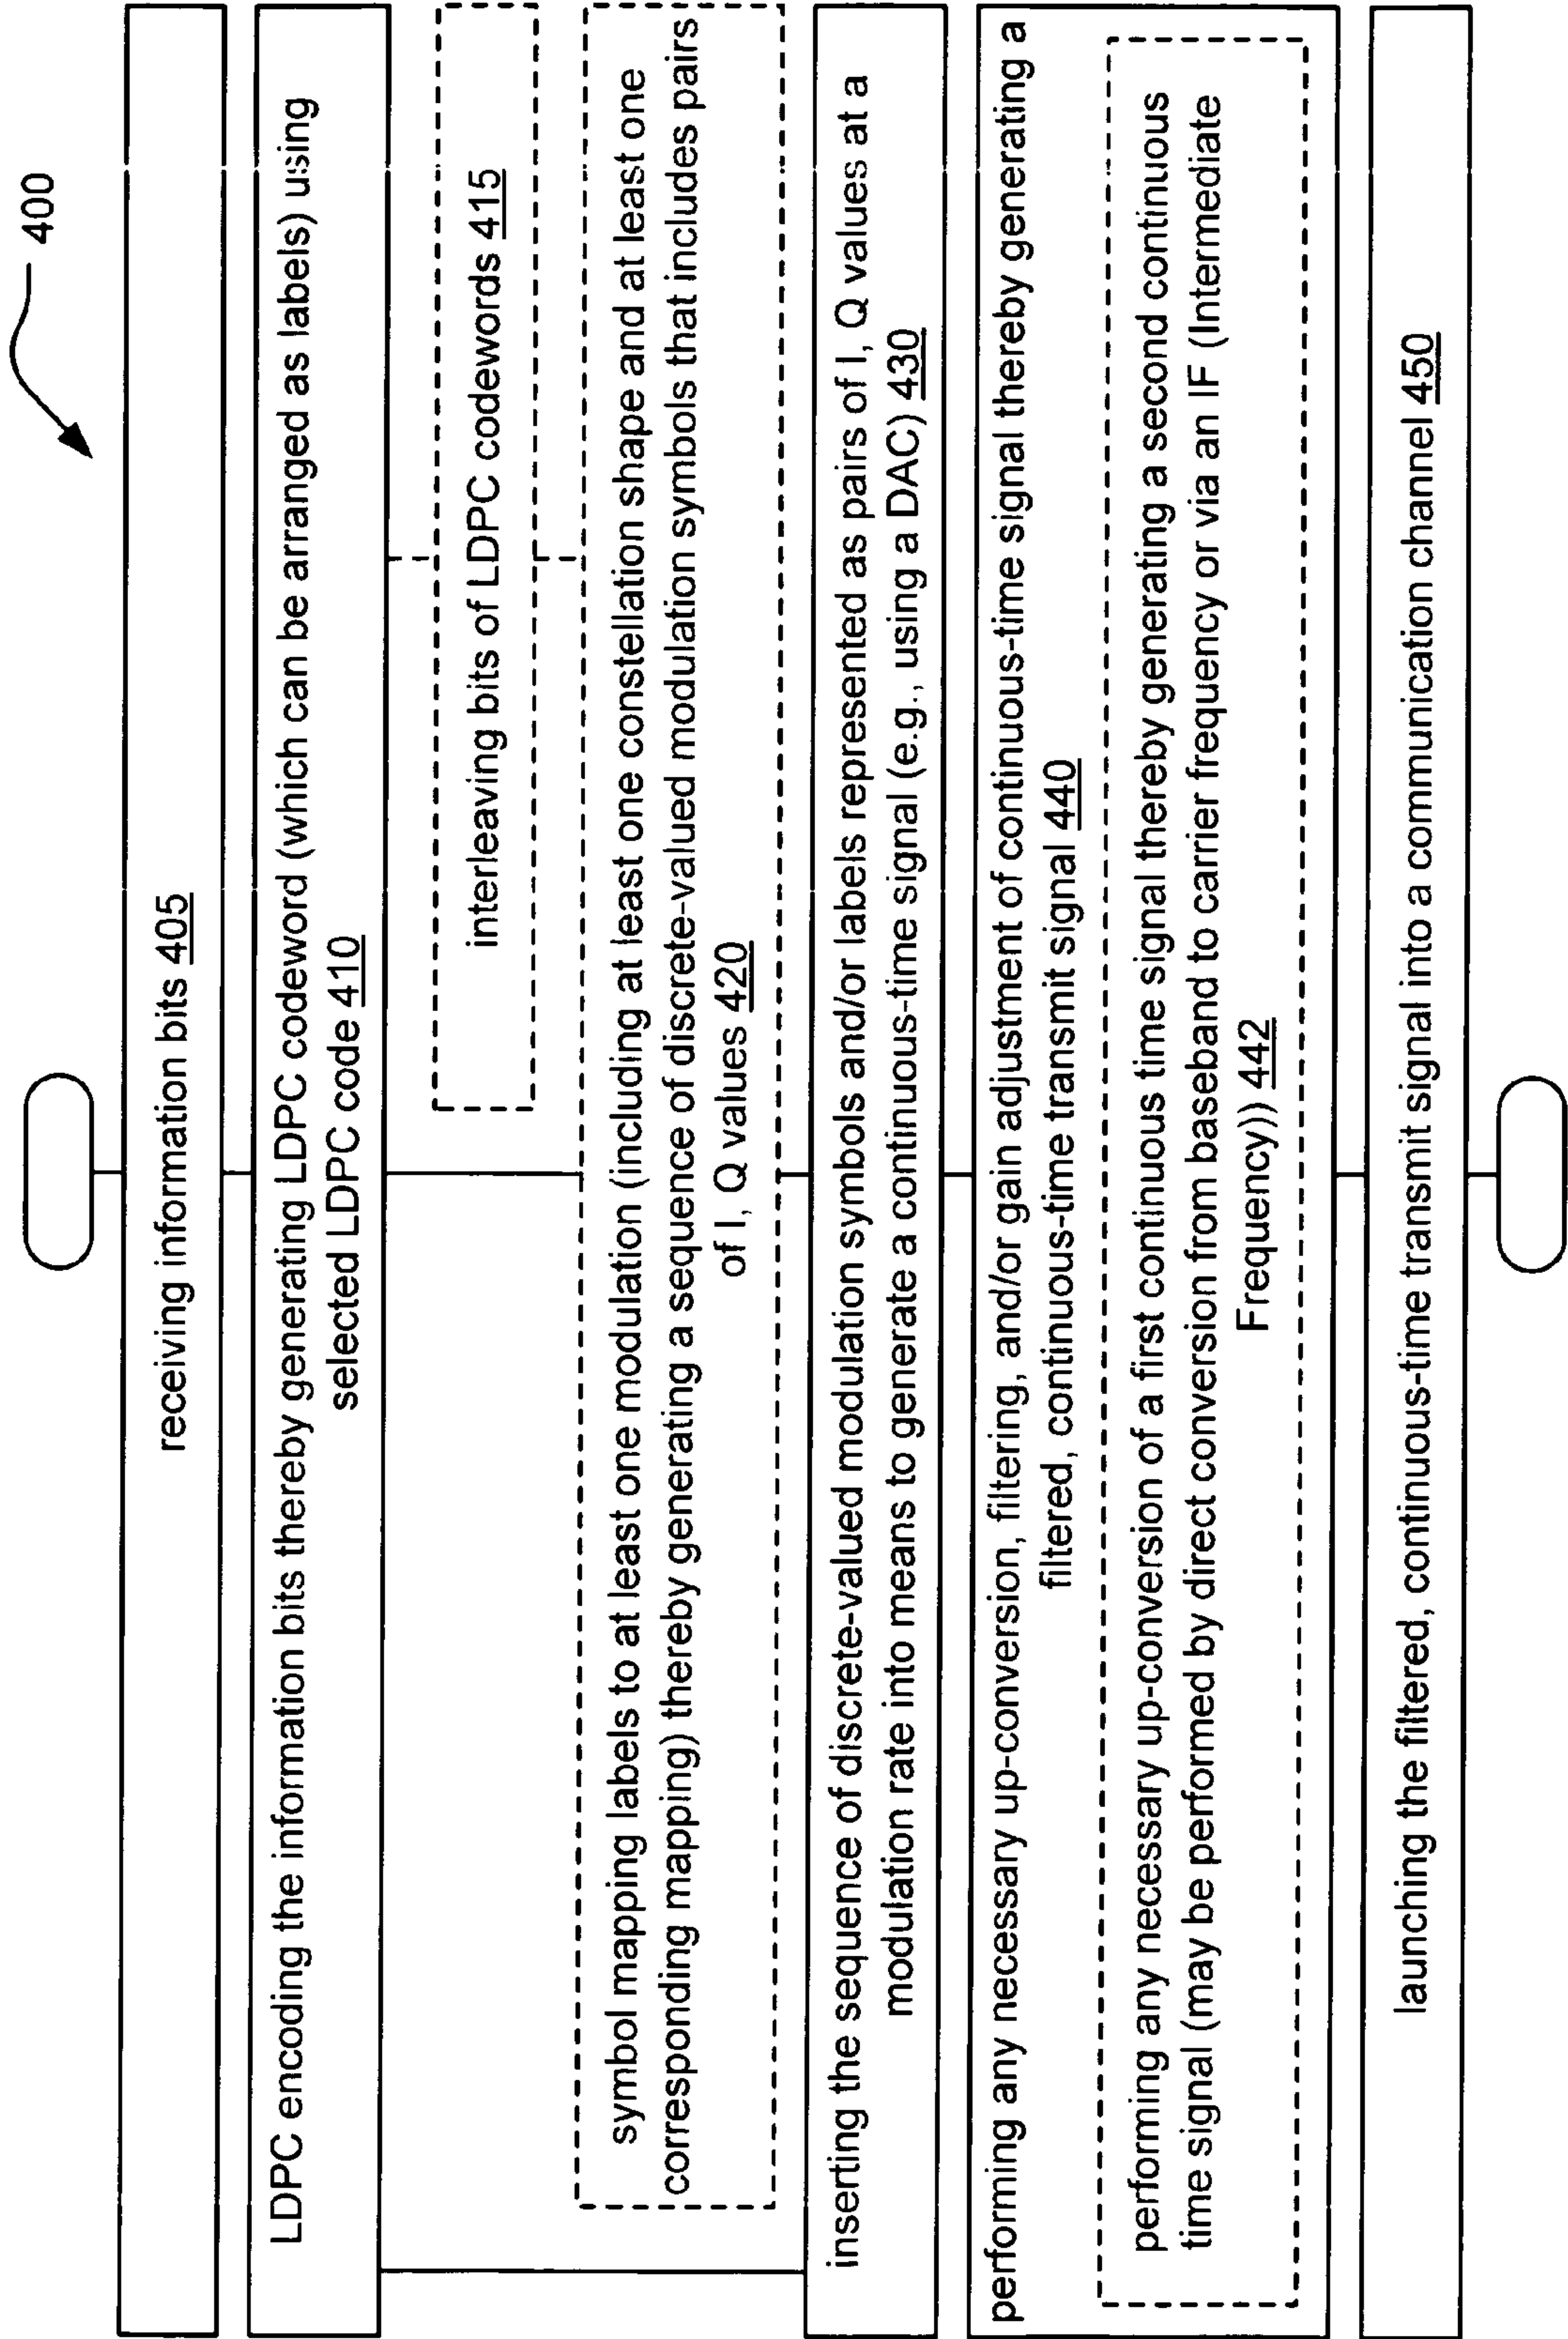 400
receiving information bits 405
LDPC encoding the information bits thereby generating LDPC codeword (which can be arranged as labels) using
selected LDPC code 410
interleaving bits of LDPC codewords 415
symbol mapping labels to at least one modulation (including at least one constellation shape and at least one
corresponding mapping) thereby generating a sequence of discrete-valued modulation symbols that includes pairs
of I, Q values 420
inserting the sequence of discrete-valued modulation symbols and/or labels represented as pairs of I, Q values at a
modulation rate into means to generate a continuous-time signal (e.g., using a DAC) 430
performing any necessary up-conversion, filtering, and/or gain adjustment of continuous-time signal thereby generating a
filtered, continuous-time transmit signal 440
performing any necessary up-conversion of a first continuous time signal thereby generating a second continuous
time signal (may be performed by direct conversion from baseband to carrier frequency or via an IF (Intermediate
Frequency)) 442
launching the filtered, continuous-time transmit signal into a communication channel 450